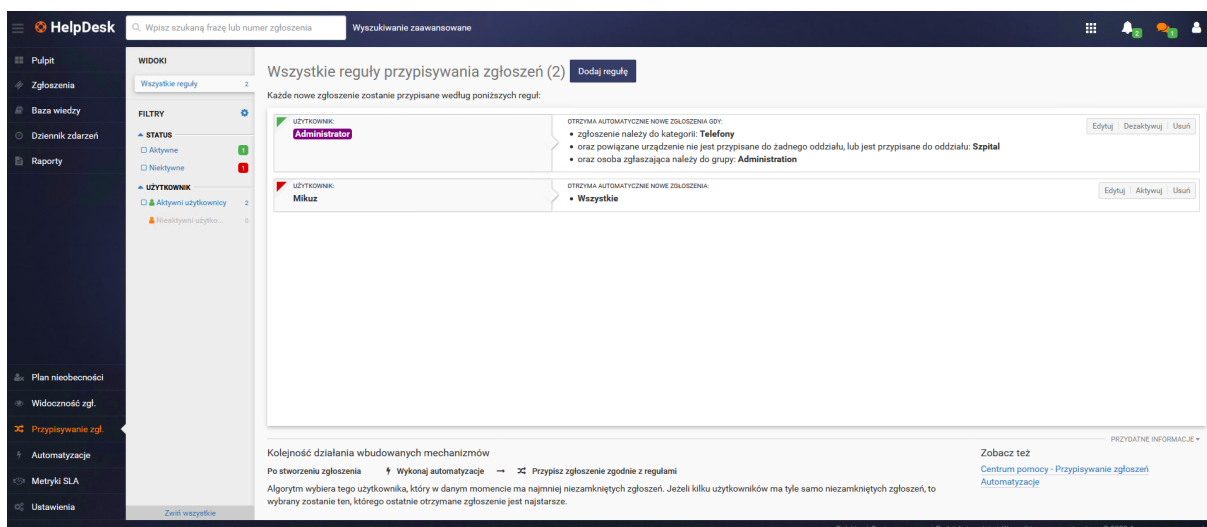 HelpDesk
Wpisz szukaną frazę lub numer zgłoszenia
Wyszukiwanie zaawansowane
2
1
Pulpit
Zgłoszenia
Baza wiedzy
Dziennik zdarzeń
Raporty
Plan nieobecności
Widoczność zgł.
Przypisywanie zgł.
Automatyzacje
Metryki SLA
Ustawienia
WIDOKI
Wszystkie reguły 2
FILTRY
STATUS
Aktywne 1
Niektywne 1
UŻYTKOWNIK
Aktywni użytkownicy 2
Nieaktywni użytko... 0
Zwiń wszystkie
Wszystkie reguły przypisywania zgłoszeń (2) Dodaj regułę
Każde nowe zgłoszenie zostanie przypisane według poniższych reguł:
UŻYTKOWNIK:
Administrator
OTRZYMA AUTOMATYCZNIE NOWE ZGŁOSZENIA GDY:
• zgłoszenie należy do kategorii: Telefony
• oraz powiązane urządzenie nie jest przypisane do żadnego oddziału, lub jest przypisane do oddziału: Szpital
• oraz osoba zgłaszająca należy do grupy: Administration
Edytuj Dezaktywuj Usuń
UŻYTKOWNIK:
Mikuz
OTRZYMA AUTOMATYCZNIE NOWE ZGŁOSZENIA:
• Wszystkie
Edytuj Aktywuj Usuń
PRZYDATNE INFORMACJE
Kolejność działania wbudowanych mechanizmów
Po stworzeniu zgłoszenia Wykonaj automatyzacje → Przypisz zgłoszenie zgodnie z regułami
Algorytm wybiera tego użytkownika, który w danym momencie ma najmniej niezamkniętych zgłoszeń. Jeżeli kilku użytkowników ma tyle samo niezamkniętych zgłoszeń, to
wybrany zostanie ten, którego ostatnie otrzymane zgłoszenie jest najstarsze.
Zobacz też
Centrum pomocy - Przypisywanie zgłoszeń
Automatyzacje